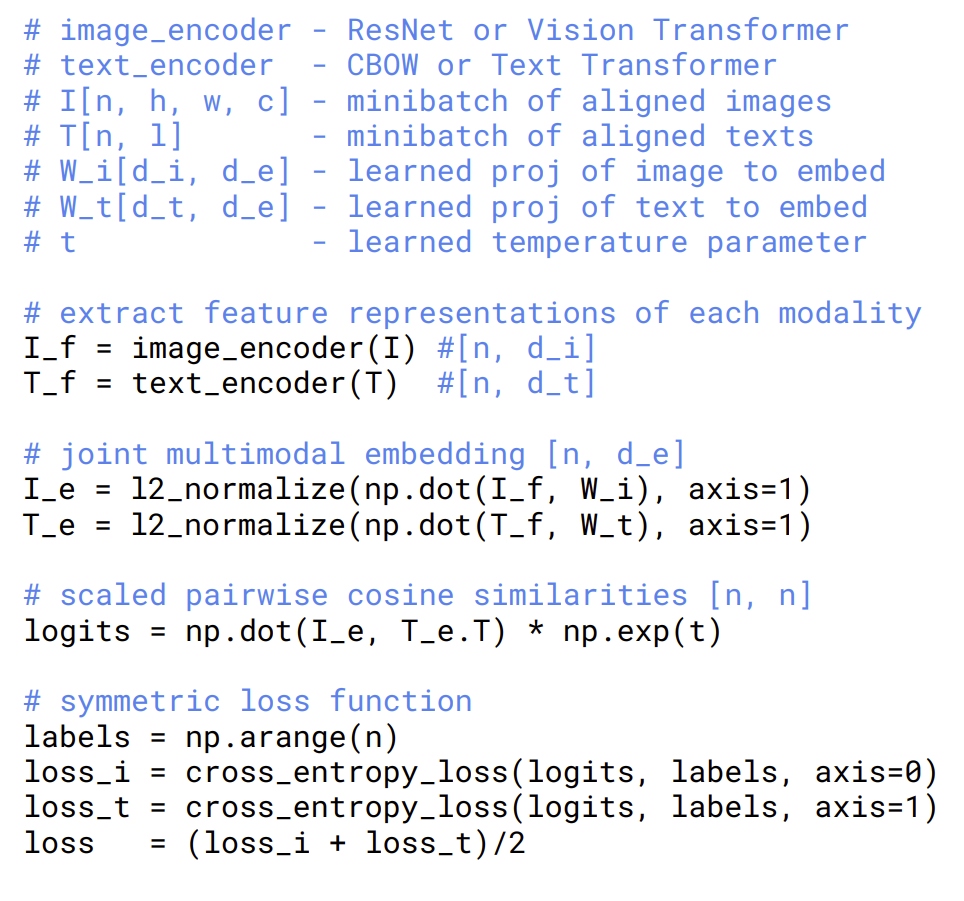 # image_encoder - ResNet or Vision Transformer
# text_encoder  - CBOW or Text Transformer
# I[n, h, w, c] - minibatch of aligned images
# T[n, l]       - minibatch of aligned texts
# W_i[d_i, d_e] - learned proj of image to embed
# W_t[d_t, d_e] - learned proj of text to embed
# t             - learned temperature parameter

# extract feature representations of each modality
I_f = image_encoder(I) #[n, d_i]
T_f = text_encoder(T)  #[n, d_t]

# joint multimodal embedding [n, d_e]
I_e = l2_normalize(np.dot(I_f, W_i), axis=1)
T_e = l2_normalize(np.dot(T_f, W_t), axis=1)

# scaled pairwise cosine similarities [n, n]
logits = np.dot(I_e, T_e.T) * np.exp(t)

# symmetric loss function
labels = np.arange(n)
loss_i = cross_entropy_loss(logits, labels, axis=0)
loss_t = cross_entropy_loss(logits, labels, axis=1)
loss   = (loss_i + loss_t)/2